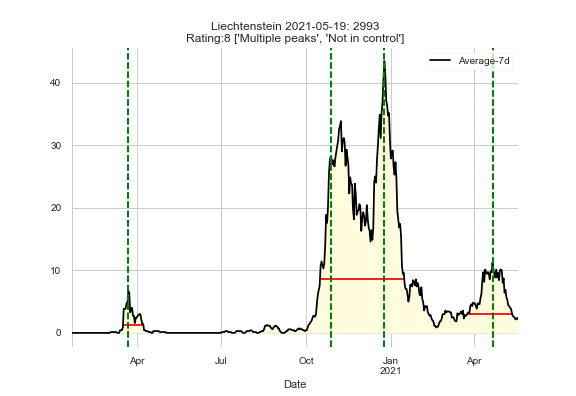 Liechtenstein 2021-05-19: 2993
Rating:8 ['Multiple peaks', 'Not in control']
Average-7d
40
30
20
10
0
Apr
Jul
Oct
Jan
2021
Apr
Date